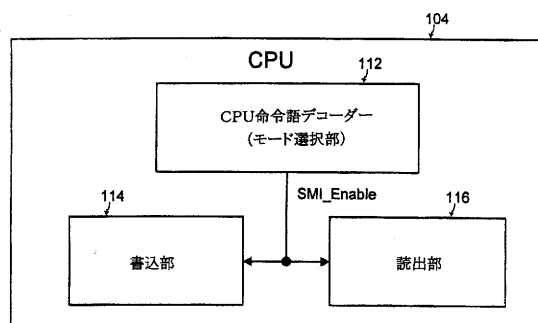 104
CPU
112
CPU命令語デコーダー
(モード選択部)
SMI_Enable
114
書込部
116
読出部